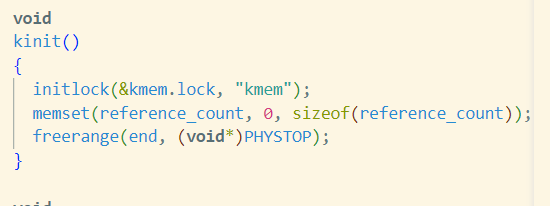 void
kinit()
{
  initlock(&kmem.lock, "kmem");
  memset(reference_count, 0, sizeof(reference_count));
  freerange(end, (void*)PHYSTOP);
}